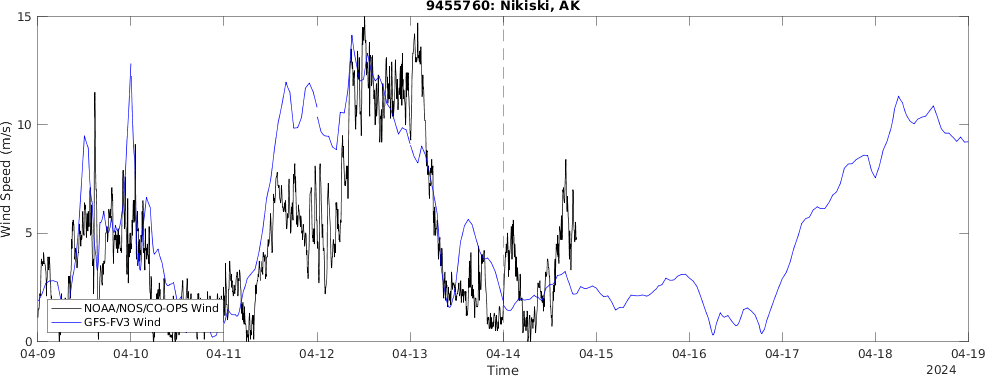 9455760: Nikiski, AK
15
10
5
0
Wind Speed (m/s)
NOAA/NOS/CO-OPS Wind
GFS-FV3 Wind
04-09 04-10 04-11 04-12 04-13 04-14 04-15 04-16 04-17 04-18 04-19
Time
2024